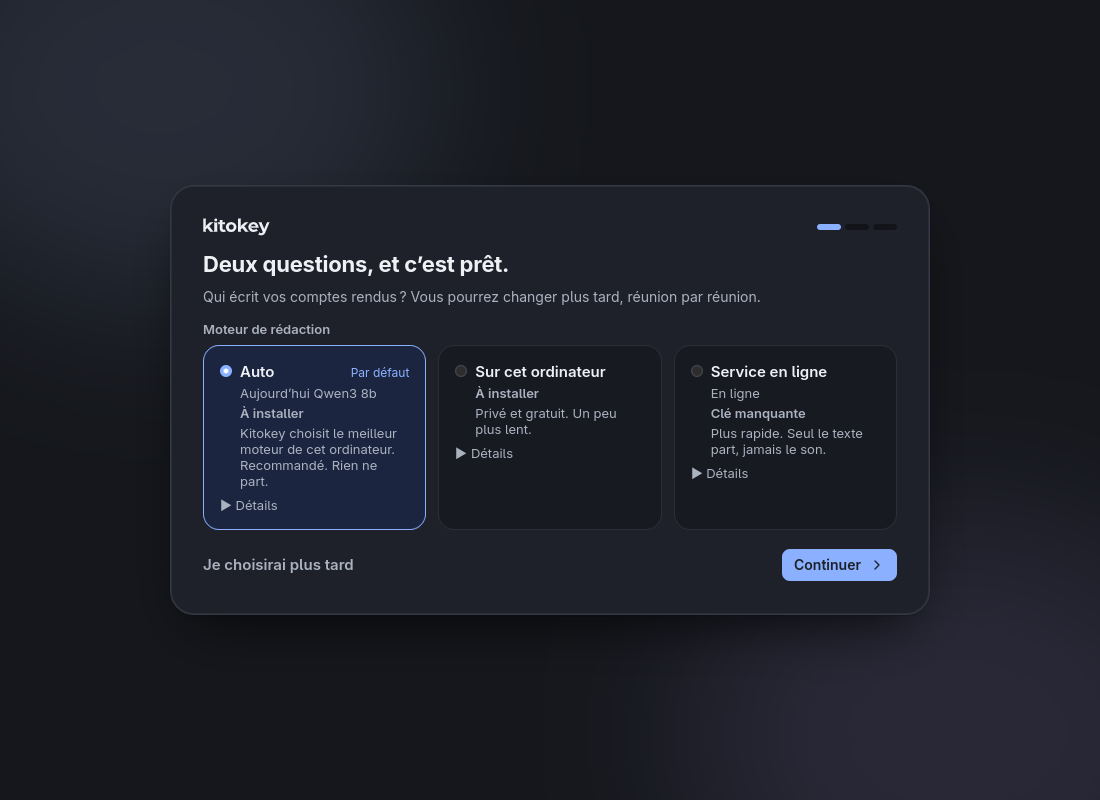 kitokey
Deux questions, et c’est prêt.
Qui écrit vos comptes rendus ? Vous pourrez changer plus tard, réunion par réunion.
Moteur de rédaction
Auto
Par défaut
Aujourd’hui Qwen3 8b
À installer
Kitokey choisit le meilleur
moteur de cet ordinateur.
Recommandé. Rien ne
part.
Détails
Sur cet ordinateur
À installer
Privé et gratuit. Un peu
plus lent.
Détails
Service en ligne
En ligne
Clé manquante
Plus rapide. Seul le texte
part, jamais le son.
Détails
Je choisirai plus tard
Continuer